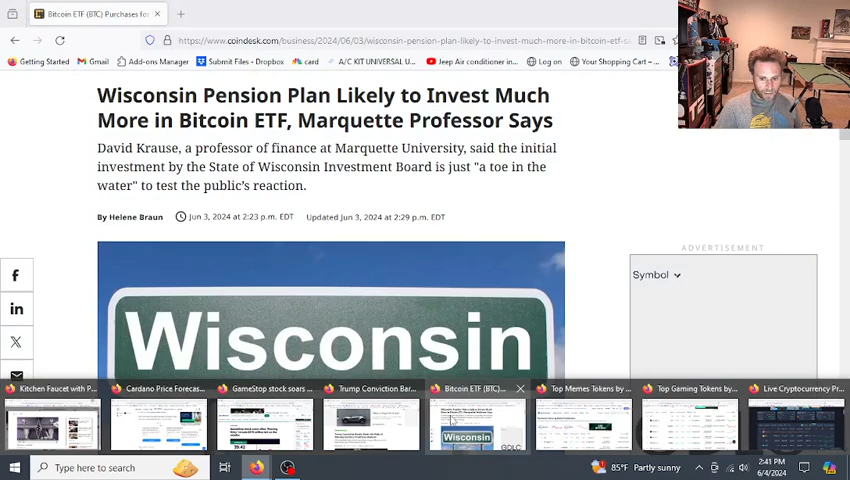 Bitcoin ETF (BTC) Purchases for
https://www.coindesk.com/business/2024/06/03/wisconsin-pension-plan-likely-to-invest-much-more-in-bitcoin-etf-sa
Getting Started
Gmail
Add-ons Manager
Submit Files - Dropbox
card
A/C KIT UNIVERSAL U...
Jeep Air conditioner in...
Log on
Your Shopping Cart -
Wisconsin Pension Plan Likely to Invest Much
More in Bitcoin ETF, Marquette Professor Says
David Krause, a professor of finance at Marquette University, said the initial
investment by the State of Wisconsin Investment Board is just "a toe in the
water" to test the public's reaction.
By Helene Braun
Jun 3, 2024 at 2:23 p.m. EDT
Updated Jun 3, 2024 at 2:29 p.m. EDT
ADVERTISEMENT
Symbol
Wisconsin
Kitchen Faucet with P...
Cardano Price Forecas...
GameStop stock soars ...
Trump Conviction Bar...
Bitcoin ETF (BTC)...
Top Memes Tokens by ...
Top Gaming Tokens by...
Live Cryptocurrency Pr...
Wisconsin
GDLC
Type here to search
85°F Partly sunny
2:41 PM
6/4/2024